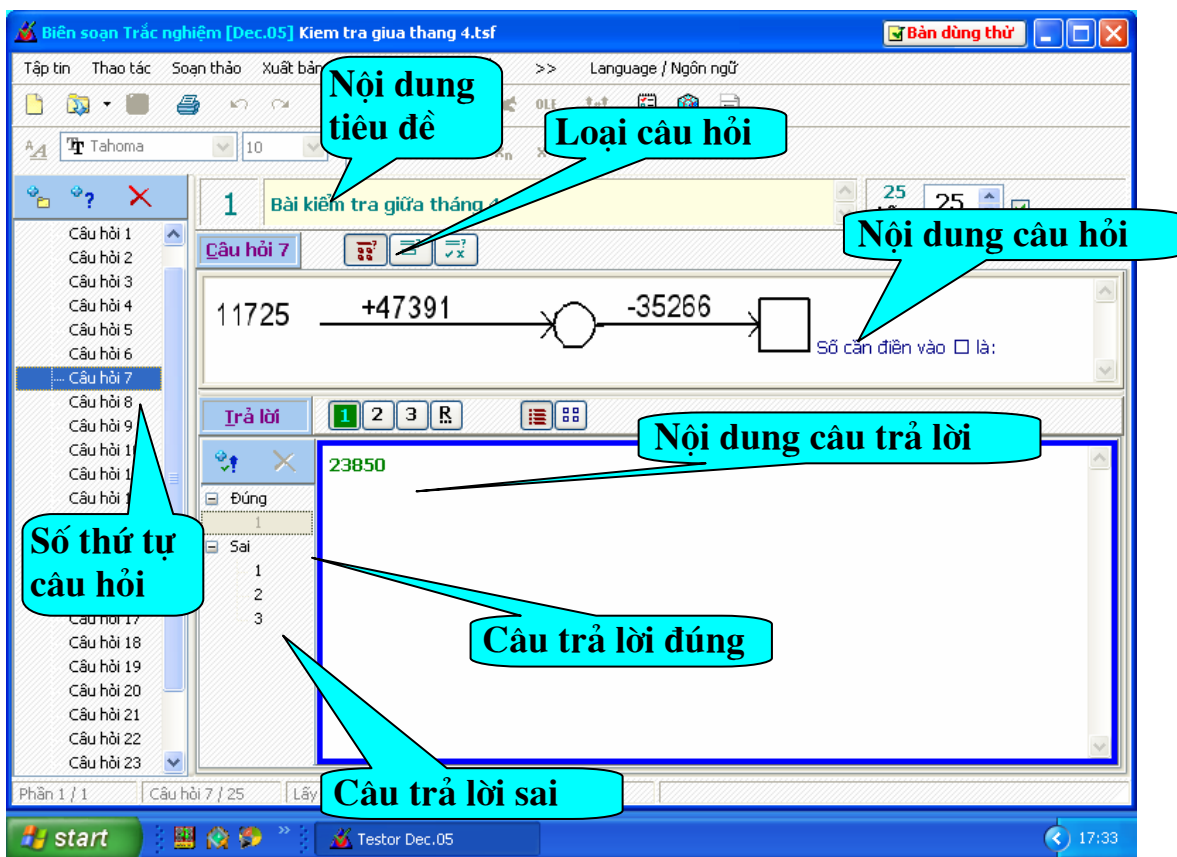 Biên soạn Trắc nghiệm [Dec.05] Kiem tra giua thang 4.tsf
Bản dùng thử
Tập tin Thao tác Soạn thảo Xuất bản >> Language / Ngôn ngữ
Nội dung
tiêu đề
OLE
Loại câu hỏi
Tahoma 10
1 Bài kiểm tra giữa tháng 4
25 25
Nội dung câu hỏi
Câu hỏi 1
Câu hỏi 2
Câu hỏi 3
Câu hỏi 4
Câu hỏi 5
Câu hỏi 6
Câu hỏi 7
Câu hỏi 8
Câu hỏi 9
Câu hỏi 7
11725 +47391 -35266
Số cần điền vào □ là:
Trả lời 1 2 3 R
Nội dung câu trả lời
23850
Đúng
1
Sai
1
2
3
Số thứ tự
câu hỏi
Câu trả lời đúng
Câu hỏi 17
Câu hỏi 18
Câu hỏi 19
Câu hỏi 20
Câu hỏi 21
Câu hỏi 22
Câu hỏi 23
Câu trả lời sai
Phần 1 / 1 Câu hỏi 7 / 25 Lấy
start Testor Dec.05 17:33